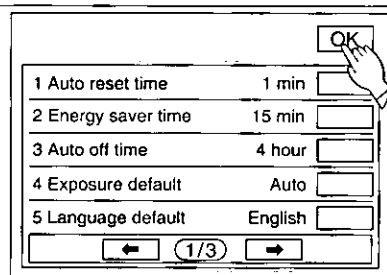 OK
1 Auto reset time 1 min
2 Energy saver time 15 min
3 Auto off time 4 hour
4 Exposure default Auto
5 Language default English
← (1/3) →